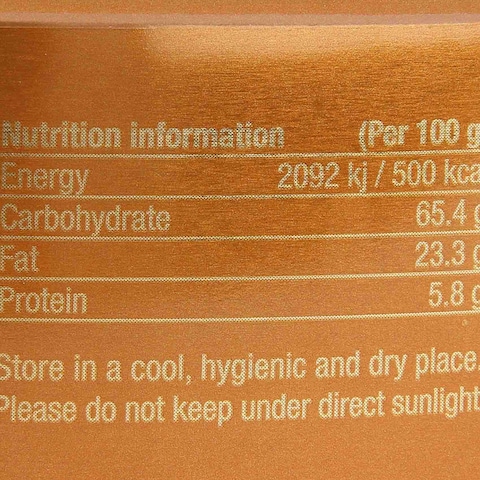 Nutrition information (Per 100 g
Energy 2092 kj / 500 kca
Carbohydrate 65.4 g
Fat 23.3 g
Protein 5.8 g
Store in a cool, hygienic and dry place.
Please do not keep under direct sunlight